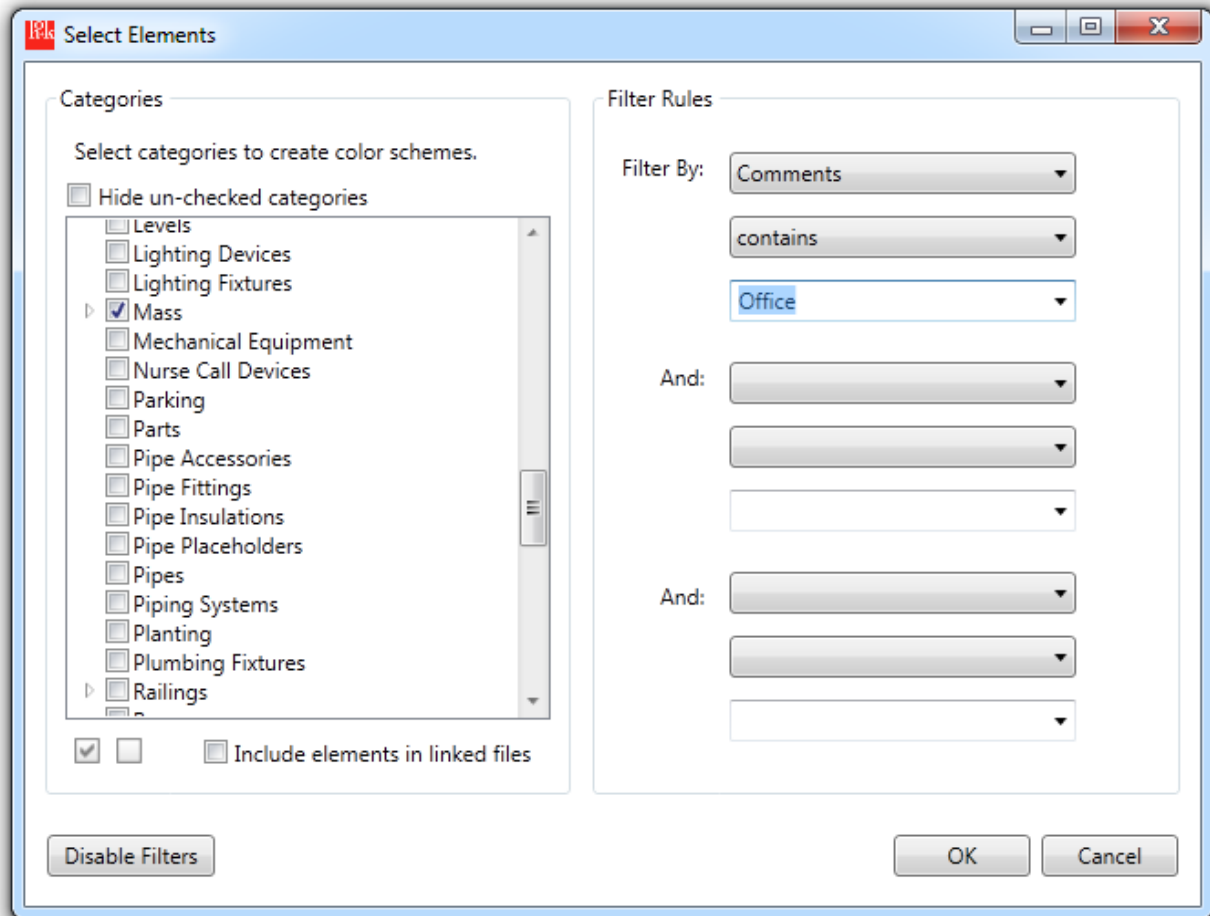 Select Elements
Categories
Select categories to create color schemes.
Hide un-checked categories
Levels
Lighting Devices
Lighting Fixtures
Mass
Mechanical Equipment
Nurse Call Devices
Parking
Parts
Pipe Accessories
Pipe Fittings
Pipe Insulations
Pipe Placeholders
Pipes
Piping Systems
Planting
Plumbing Fixtures
Railings
Include elements in linked files
Filter Rules
Filter By: Comments
contains
Office
And:
And:
Disable Filters
OK
Cancel